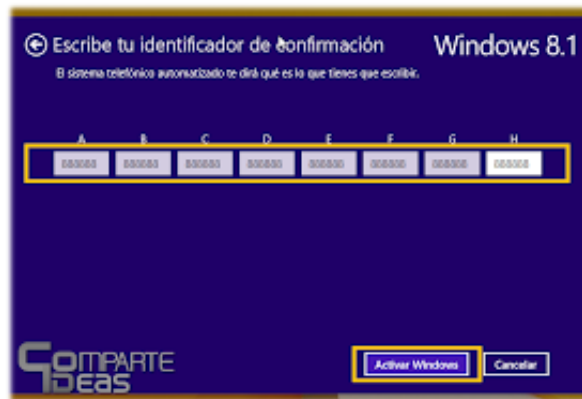 Escribe tu identificador de confirmación
Windows 8.1
El sistema telefónico automatizado te dirá qué es lo que tienes que escribir.
A B C D E F G H
Activar Windows
Cancelar
COMPARTE
IDEAS